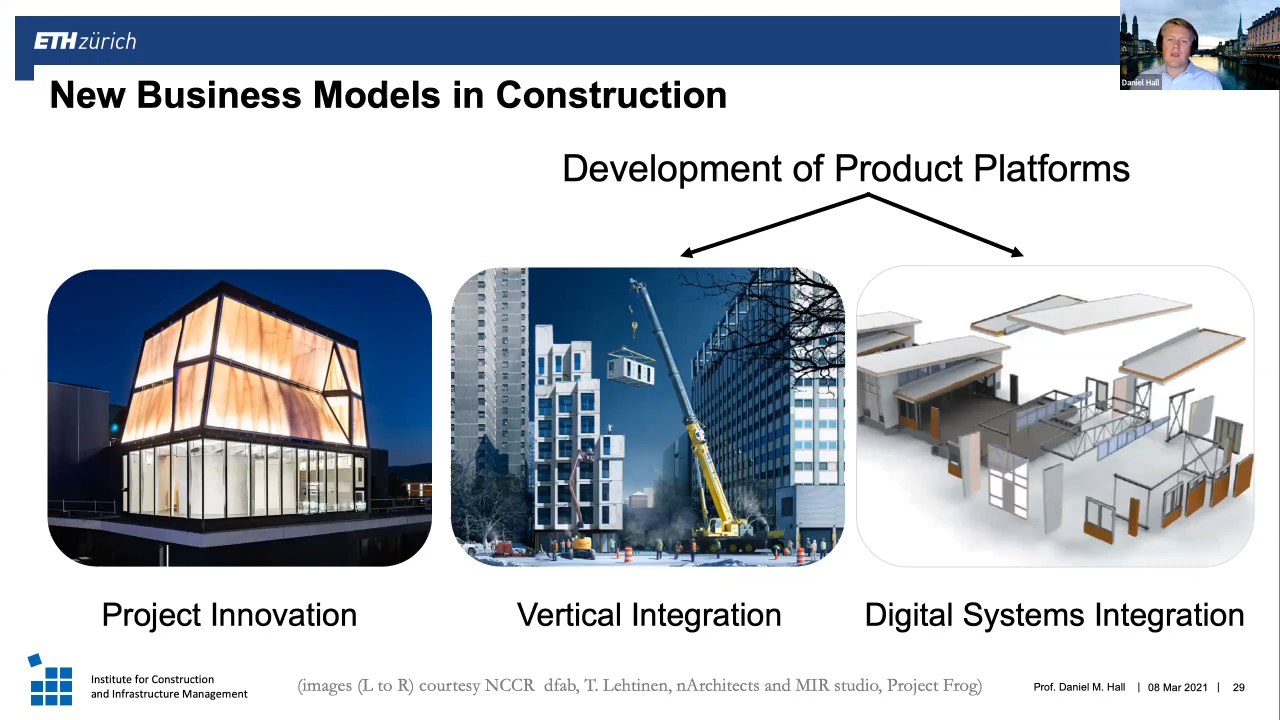 ETH zürich
Daniel Hall
New Business Models in Construction
Development of Product Platforms
Project Innovation
Vertical Integration
Digital Systems Integration
Institute for Construction
and Infrastructure Management
(images (L to R) courtesy NCCR dfab, T. Lehtinen, nArchitects and MIR studio, Project Frog)
Prof. Daniel M. Hall | 08 Mar 2021 | 29